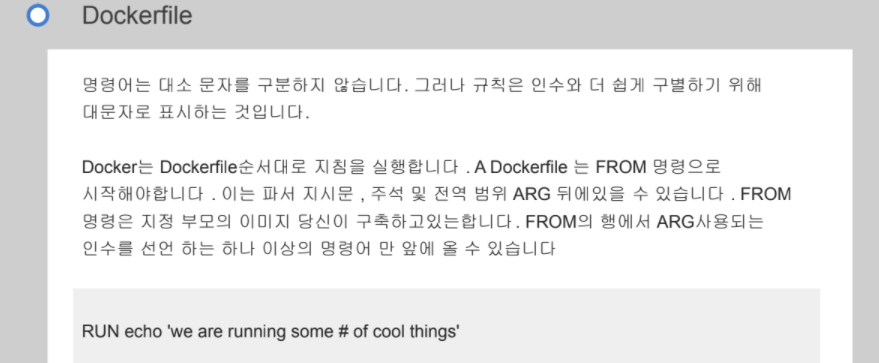 Dockerfile
명령어는 대소 문자를 구분하지 않습니다. 그러나 규칙은 인수와 더 쉽게 구별하기 위해
대문자로 표시하는 것입니다.
Docker는 Dockerfile순서대로 지침을 실행합니다 . A Dockerfile 는 FROM 명령으로
시작해야합니다 . 이는 파서 지시문 , 주석 및 전역 범위 ARG 뒤에있을 수 있습니다 . FROM
명령은 지정 부모의 이미지 당신이 구축하고있는합니다. FROM의 행에서 ARG사용되는
인수를 선언 하는 하나 이상의 명령어 만 앞에 올 수 있습니다
RUN echo 'we are running some # of cool things'